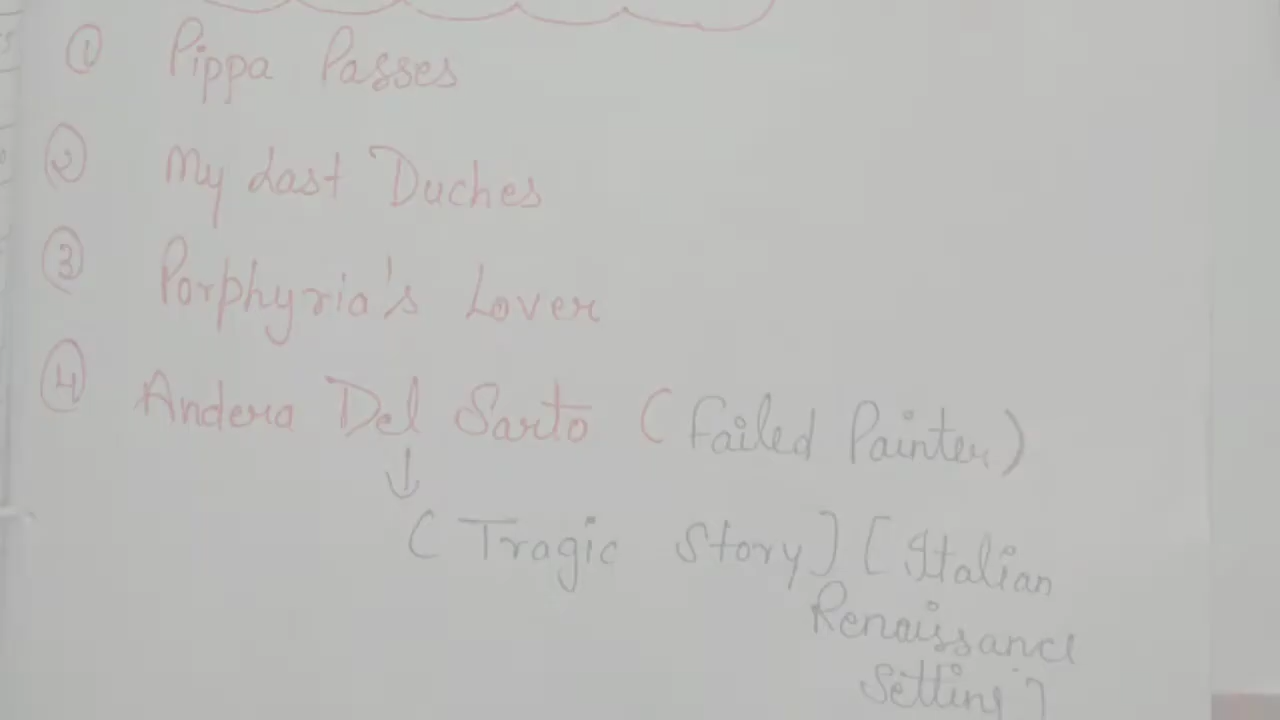 ① Pippa Passes
② My Last Duches
③ Porphyria's Lover
④ Andera Del Sarto (Failed Painter)
↓
(Tragic Story] [Italian
Renaissance
Setting]